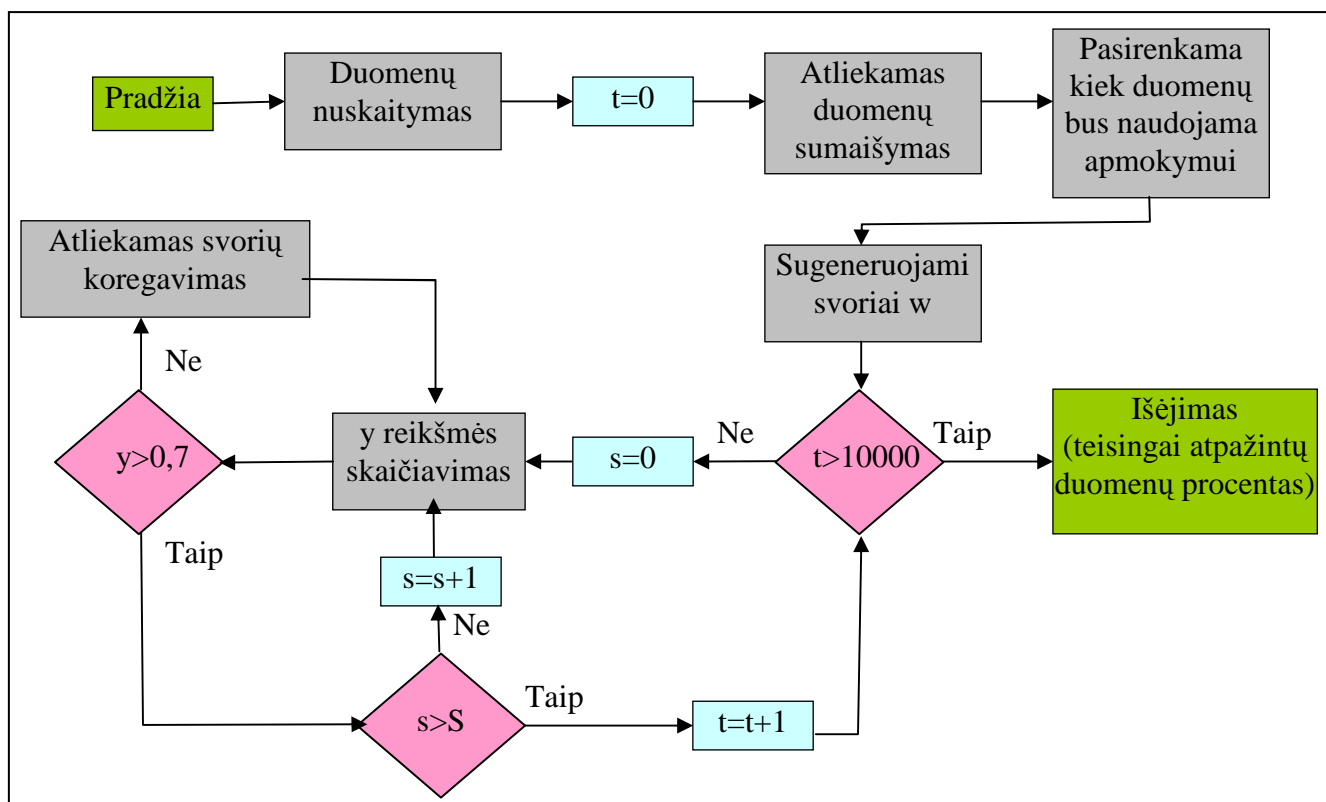 Pradžia
Duomenų
nuskaitymas
t=0
Atliekamas
duomenų
sumaišymas
Pasirenkama
kiek duomenų
bus naudojama
apmokymui
Atliekamas svorių
koregavimas
Sugeneruojami
svoriai w
Ne
y>0,7
y reikšmės
skaičiavimas
s=0
Ne
t>10000
Taip
Išėjimas
(teisingai atpažintų
duomenų procentas)
Taip
s=s+1
Ne
s>S
Taip
t=t+1